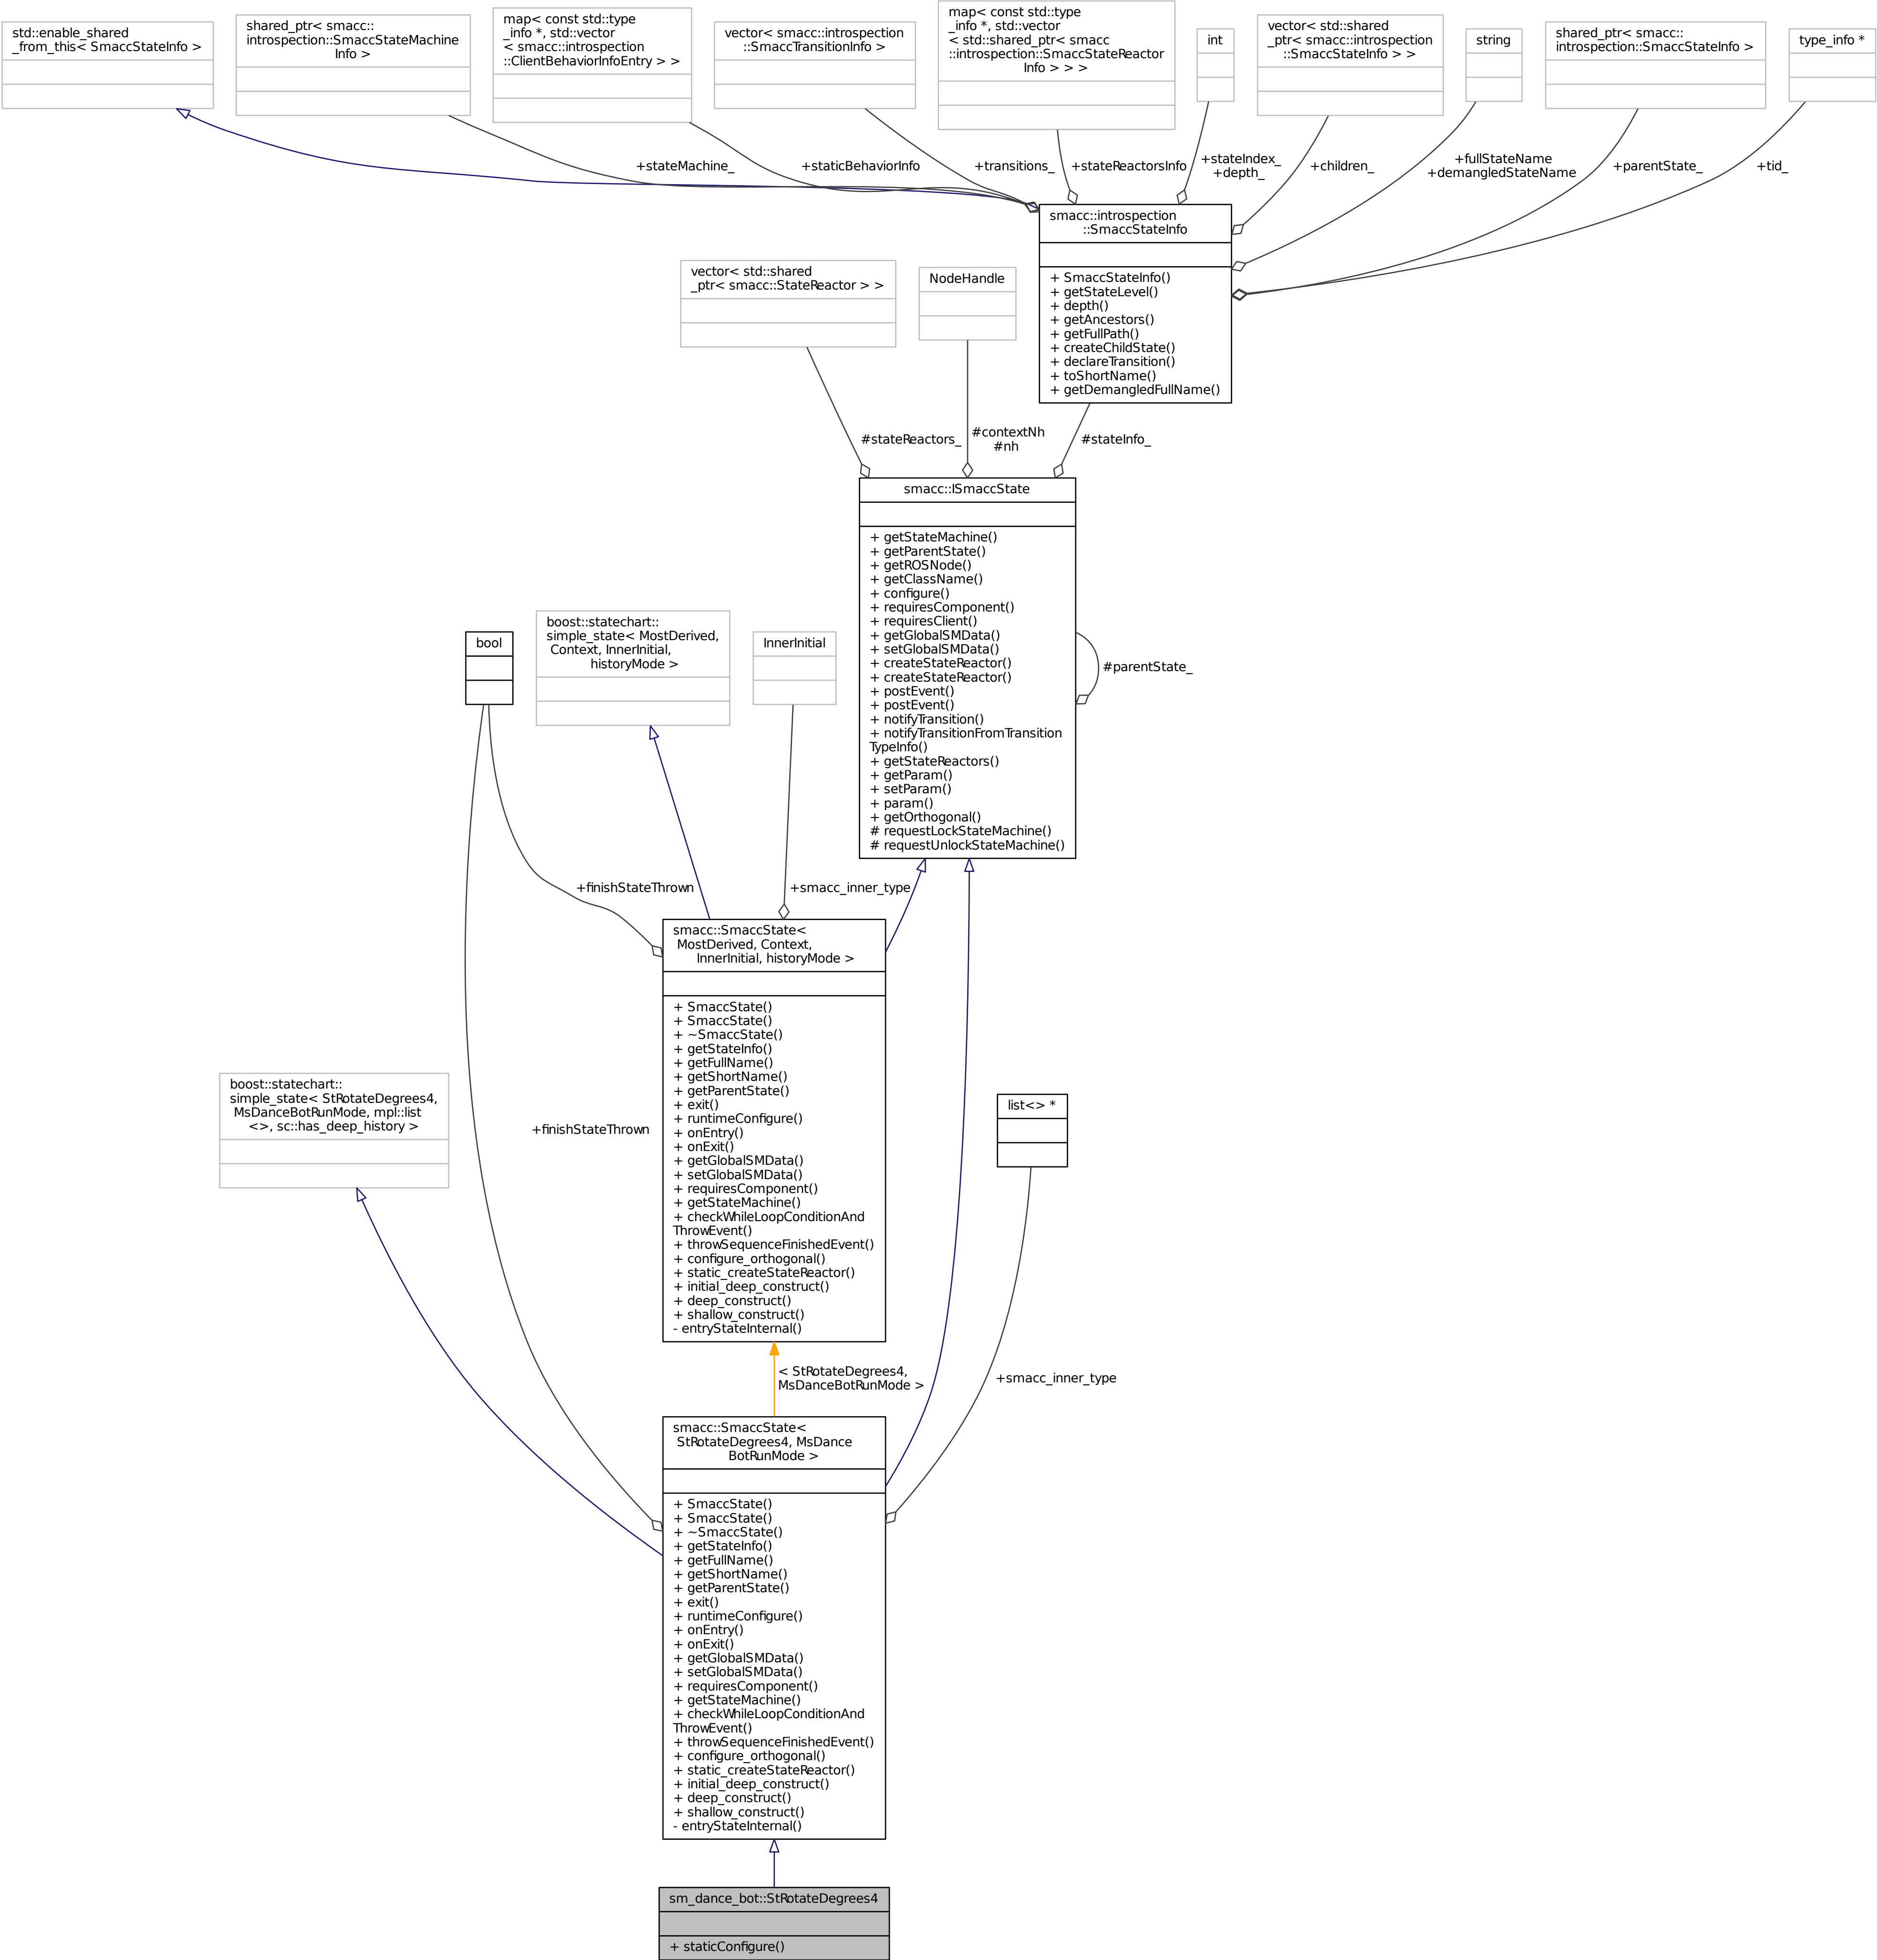 std::enable_shared
_from_this< SmaccStateInfo >
shared_ptr< smacc::
introspection::SmaccStateMachine
Info >
map< const std::type
_info *, std::vector
< smacc::introspection
::ClientBehaviorInfoEntry > >
vector< smacc::introspection
::SmaccTransitionInfo >
map< const std::type
_info *, std::vector
< std::shared_ptr< smacc
::introspection::SmaccStateReactor
Info > > >
int
vector< std::shared
_ptr< smacc::introspection
::SmaccStateInfo > >
string
shared_ptr< smacc::
introspection::SmaccStateInfo >
type_info *
+stateMachine_
+staticBehaviorInfo
+transitions_
+stateReactorsInfo
+stateIndex_
+depth_
+children_
+fullStateName
+demangledStateName
+parentState_
+tid_
smacc::introspection
::SmaccStateInfo
+ SmaccStateInfo()
+ getStateLevel()
+ depth()
+ getAncestors()
+ getFullPath()
+ createChildState()
+ declareTransition()
+ toShortName()
+ getDemangledFullName()
vector< std::shared
_ptr< smacc::StateReactor > >
NodeHandle
#stateReactors_
#contextNh
#nh
#stateInfo_
smacc::ISmaccState
+ getStateMachine()
+ getParentState()
+ getROSNode()
+ getClassName()
+ configure()
+ requiresComponent()
+ requiresClient()
+ getGlobalSMData()
+ setGlobalSMData()
+ createStateReactor()
+ createStateReactor()
+ postEvent()
+ postEvent()
+ notifyTransition()
+ notifyTransitionFromTransition
TypeInfo()
+ getStateReactors()
+ getParam()
+ setParam()
+ param()
+ getOrthogonal()
# requestLockStateMachine()
# requestUnlockStateMachine()
#parentState_
bool
boost::statechart::
simple_state< MostDerived,
Context, InnerInitial,
historyMode >
InnerInitial
+finishStateThrown
+smacc_inner_type
smacc::SmaccState<
MostDerived, Context,
InnerInitial, historyMode >
+ SmaccState()
+ SmaccState()
+ ~SmaccState()
+ getStateInfo()
+ getFullName()
+ getShortName()
+ getParentState()
+ exit()
+ runtimeConfigure()
+ onEntry()
+ onExit()
+ getGlobalSMData()
+ setGlobalSMData()
+ requiresComponent()
+ getStateMachine()
+ checkWhileLoopConditionAnd
ThrowEvent()
+ throwSequenceFinishedEvent()
+ configure_orthogonal()
+ static_createStateReactor()
+ initial_deep_construct()
+ deep_construct()
+ shallow_construct()
- entryStateInternal()
boost::statechart::
simple_state< StRotateDegrees4,
MsDanceBotRunMode, mpl::list
<>, sc::has_deep_history >
+finishStateThrown
list<> *
< StRotateDegrees4,
MsDanceBotRunMode >
+smacc_inner_type
smacc::SmaccState<
StRotateDegrees4, MsDance
BotRunMode >
+ SmaccState()
+ SmaccState()
+ ~SmaccState()
+ getStateInfo()
+ getFullName()
+ getShortName()
+ getParentState()
+ exit()
+ runtimeConfigure()
+ onEntry()
+ onExit()
+ getGlobalSMData()
+ setGlobalSMData()
+ requiresComponent()
+ getStateMachine()
+ checkWhileLoopConditionAnd
ThrowEvent()
+ throwSequenceFinishedEvent()
+ configure_orthogonal()
+ static_createStateReactor()
+ initial_deep_construct()
+ deep_construct()
+ shallow_construct()
- entryStateInternal()
sm_dance_bot::StRotateDegrees4
+ staticConfigure()